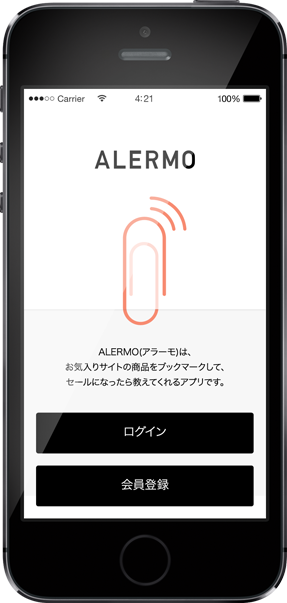 Carrier 4:21 100%
ALERMO
ALERMO(アラーモ)は、
お気入りサイトの商品をブックマークして、
セールになったら教えてくれるアプリです。
ログイン
会員登録